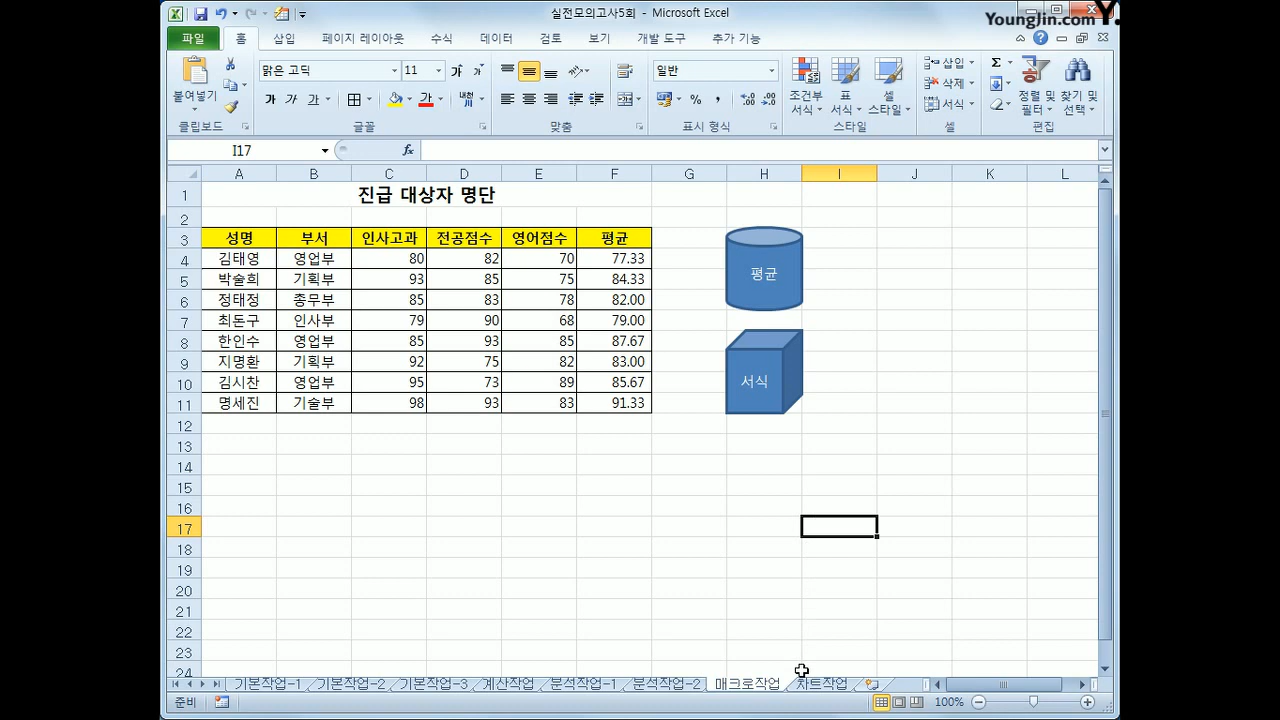 실전모의고사5회 - Microsoft Excel
YoungJin.com Y.
파일 홈 삽입 페이지 레이아웃 수식 데이터 검토 보기 개발 도구 추가 기능
붙여넣기
클립보드
맑은 고딕 11
가 가 가 가 내천
글꼴
맞춤
일반
표시 형식
조건부 서식 표 서식 셀 스타일
스타일
삽입
삭제
서식
셀
정렬 및 필터 찾기 및 선택
편집
I17 fx
A B C D E F G H I J K L
1 진급 대상자 명단
2
3 성명 부서 인사고과 전공점수 영어점수 평균
4 김태영 영업부 80 82 70 77.33
5 박술희 기획부 93 85 75 84.33
6 정태정 총무부 85 83 78 82.00
7 최돈구 인사부 79 90 68 79.00
8 한인수 영업부 85 93 85 87.67
9 지명환 기획부 92 75 82 83.00
10 김시찬 영업부 95 73 89 85.67
11 명세진 기술부 98 93 83 91.33
평균
서식
12
13
14
15
16
17
18
19
20
21
22
23
24
기본작업-1 기본작업-2 기본작업-3 계산작업 분석작업-1 분석작업-2 매크로작업 차트작업
준비 100%